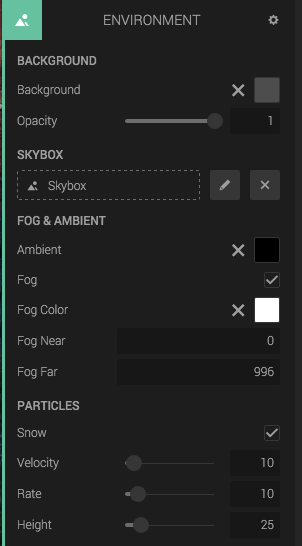 ENVIRONMENT
BACKGROUND
Background
Opacity 1
SKYBOX
Skybox
FOG & AMBIENT
Ambient
Fog
Fog Color
Fog Near 0
Fog Far 996
PARTICLES
Snow
Velocity 10
Rate 10
Height 25